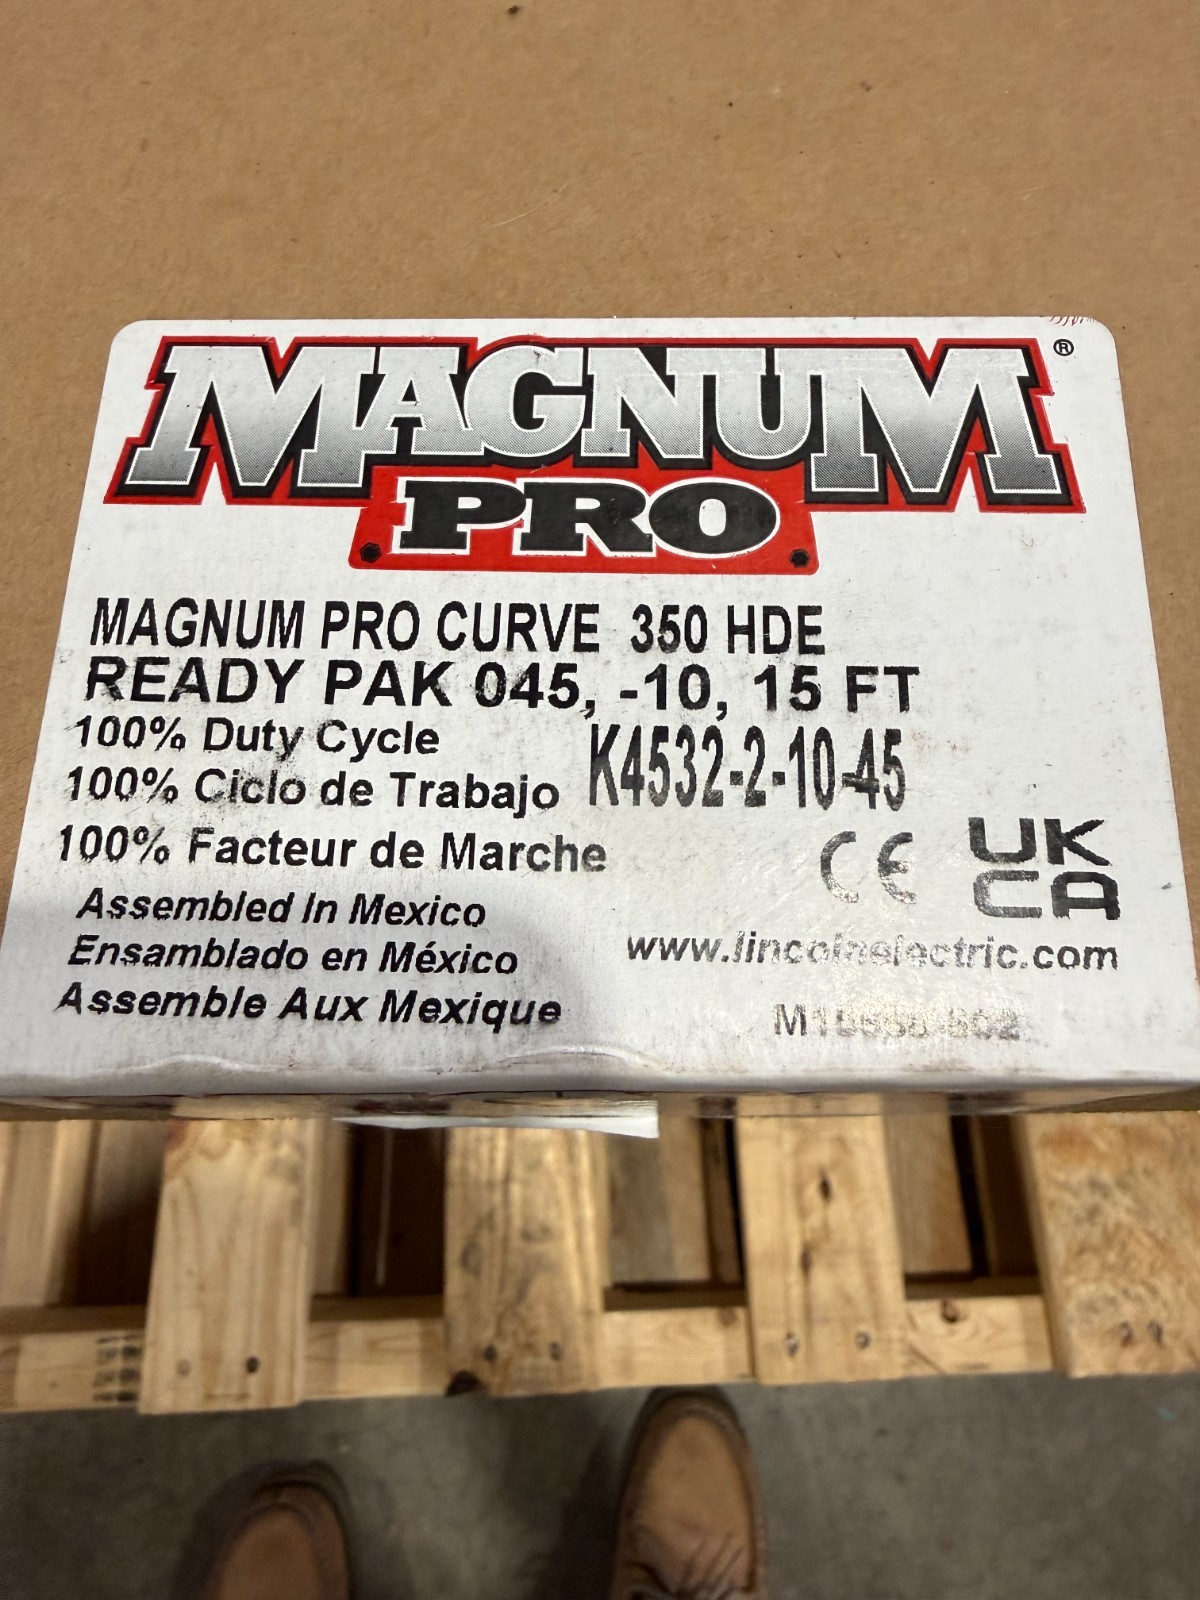 MAGNUM®
PRO
MAGNUM PRO CURVE 350 HDE
READY PAK 045, -10, 15 FT
100% Duty Cycle
100% Ciclo de Trabajo K4532-2-10-45
100% Facteur de Marche
CE UK CA
Assembled In Mexico
Ensamblado en México
www.lincolnelectric.com
Assemble Aux Mexique